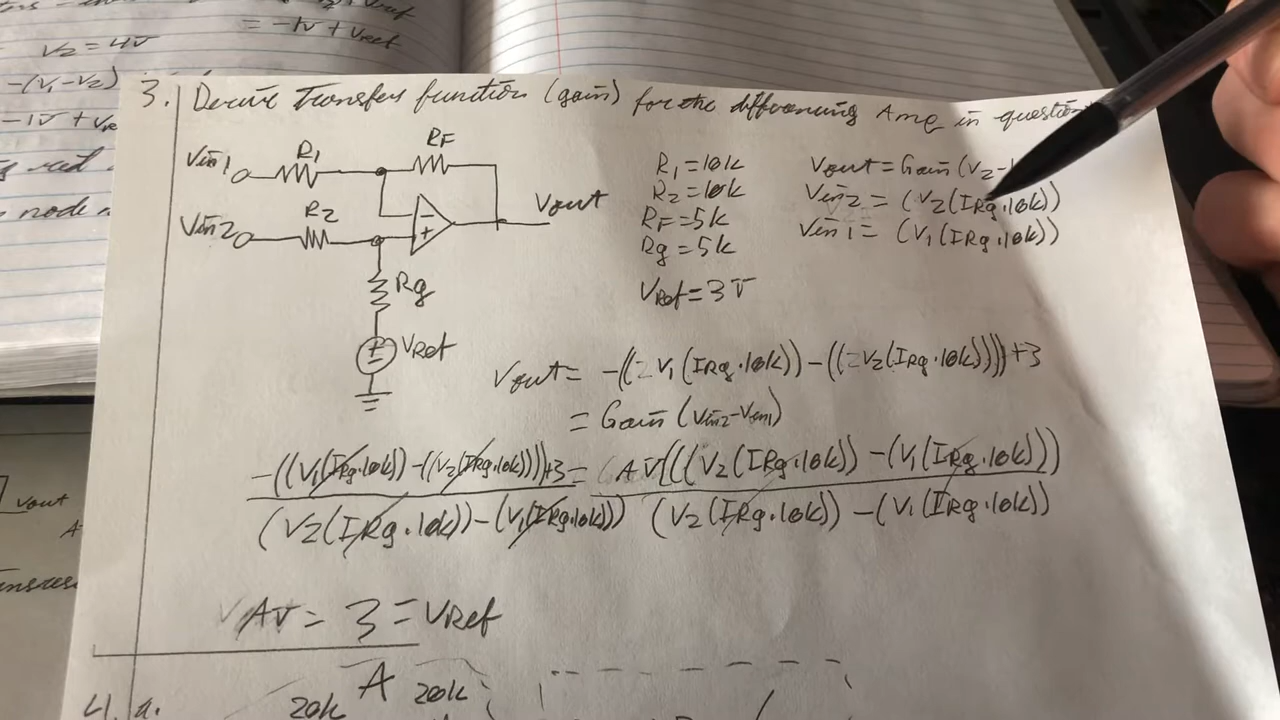 = -1V + VRef
V2 = 4V
-(V1-V2)
-1V + VRe
3. Derive Transfer function (gain) for the differencing Amp in question
Vin1 R1 RF
Vin2 R2 Vout
Rg
VRef
R1 = 10k
R2 = 10k
RF = 5k
Rg = 5k
VRef = 3V
Vout = Gain (V2-
Vin2 = (V2(IRg.10k))
Vin1 = (V1(IRg.10k))
Vout = -((2V1(IRg.10k)) - ((2V2(IRg.10k)))) +3
= Gain (Vin2-Vin1)
-((V1(IRg.10k)) - ((V2(IRg.10k)))) +3 = AV(((V2(IRg.10k)) - (V1(IRg.10k)))
(V2(IRg.10k)) - (V1(IRg.10k)) (V2(IRg.10k)) - (V1(IRg.10k))
AV = 3 = VRef
4. a. 20k A 20k
Vout
A